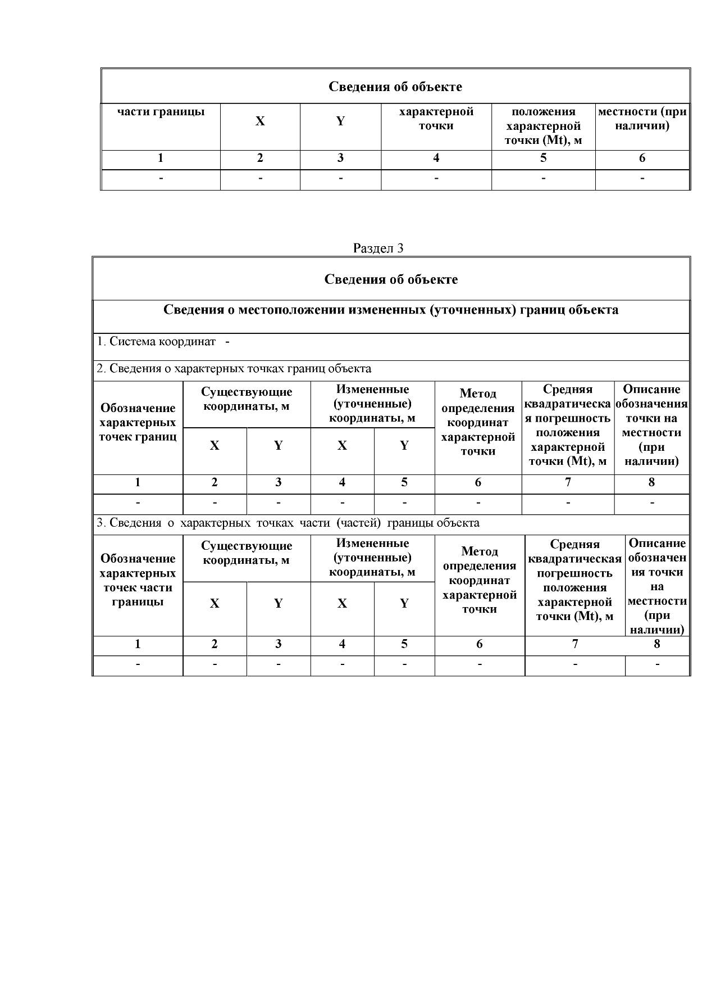 Сведения об объекте
части границы X Y характерной точки положения характерной точки (Mt), м местности (при наличии)
1 2 3 4 5 6
- - - - - -
Раздел 3
Сведения об объекте
Сведения о местоположении измененных (уточненных) границ объекта
1. Система координат -
2. Сведения о характерных точках границ объекта
Обозначение характерных точек границ
Существующие координаты, м
Измененные (уточненные) координаты, м
Метод определения координат характерной точки
Средняя квадратическа я погрешность положения характерной точки (Mt), м
Описание обозначения точки на местности (при наличии)
X Y X Y
1 2 3 4 5 6 7 8
- - - - - - - -
3. Сведения о характерных точках части (частей) границы объекта
Обозначение характерных точек части границы
Существующие координаты, м
Измененные (уточненные) координаты, м
Метод определения координат характерной точки
Средняя квадратическая погрешность положения характерной точки (Mt), м
Описание обозначен ия точки на местности (при наличии)
X Y X Y
1 2 3 4 5 6 7 8
- - - - - - - -